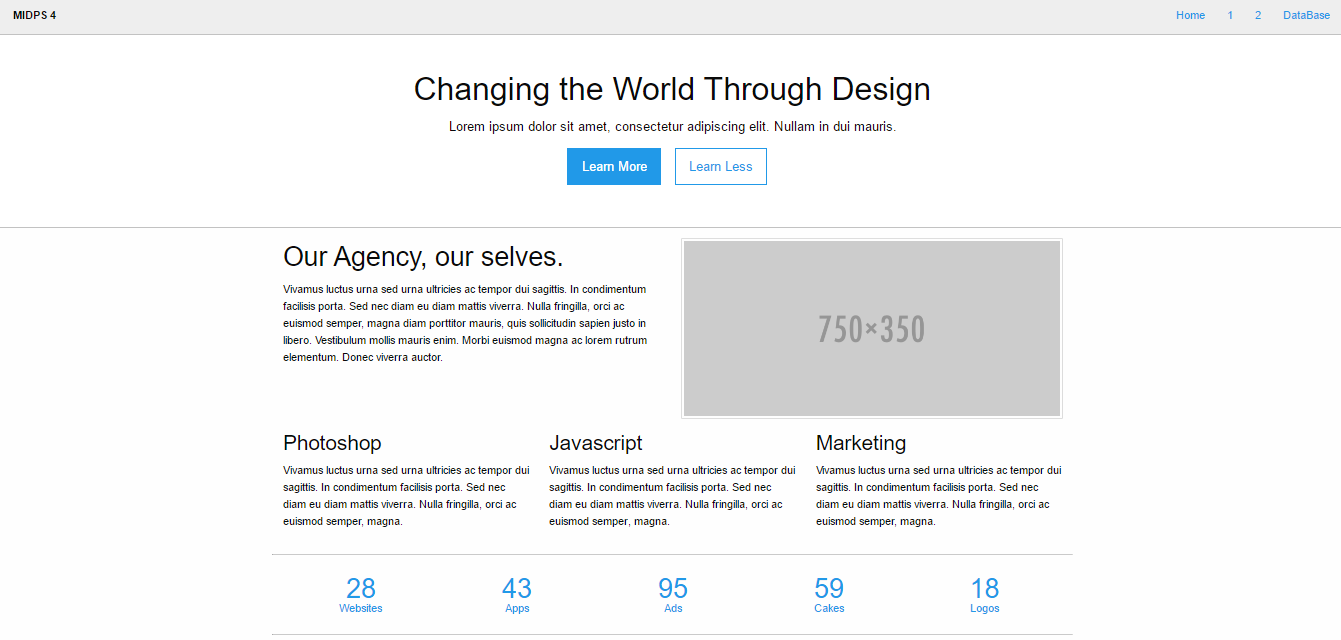 MIDPS 4
Home 1 2 DataBase
Changing the World Through Design
Lorem ipsum dolor sit amet, consectetur adipiscing elit. Nullam in dui mauris.
Learn More Learn Less
Our Agency, our selves.
Vivamus luctus urna sed urna ultricies ac tempor dui sagittis. In condimentum
facilisis porta. Sed nec diam eu diam mattis viverra. Nulla fringilla, orci ac
euismod semper, magna diam porttitor mauris, quis sollicitudin sapien justo in
libero. Vestibulum mollis mauris enim. Morbi euismod magna ac lorem rutrum
elementum. Donec viverra auctor.
750×350
Photoshop
Vivamus luctus urna sed urna ultricies ac tempor dui
sagittis. In condimentum facilisis porta. Sed nec
diam eu diam mattis viverra. Nulla fringilla, orci ac
euismod semper, magna.
Javascript
Vivamus luctus urna sed urna ultricies ac tempor dui
sagittis. In condimentum facilisis porta. Sed nec
diam eu diam mattis viverra. Nulla fringilla, orci ac
euismod semper, magna.
Marketing
Vivamus luctus urna sed urna ultricies ac tempor dui
sagittis. In condimentum facilisis porta. Sed nec
diam eu diam mattis viverra. Nulla fringilla, orci ac
euismod semper, magna.
28
Websites
43
Apps
95
Ads
59
Cakes
18
Logos